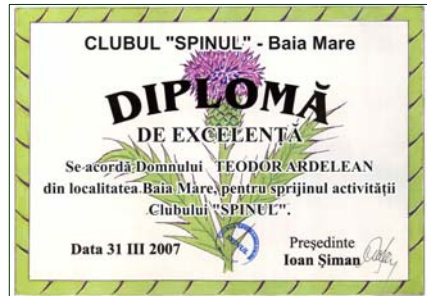 CLUBUL "SPINUL" - Baia Mare
DIPLOMĂ
DE EXCELENȚĂ
Se acordă Domnului TEODOR ARDELEAN
din localitatea Baia Mare, pentru sprijinul activității
Clubului "SPINUL".
Data 31 III 2007
Președinte
Ioan Șiman